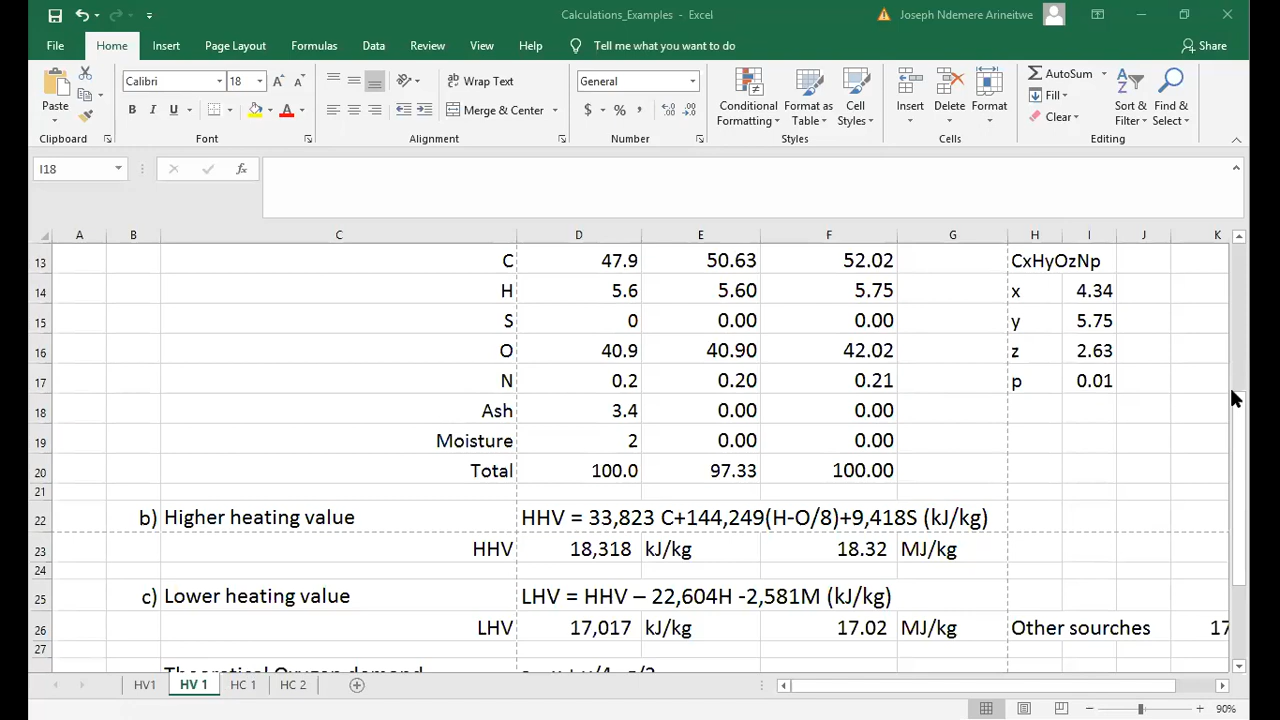 Calculations_Examples - Excel
Joseph Ndemere Arineitwe
File Home Insert Page Layout Formulas Data Review View Help Tell me what you want to do Share
Calibri 18 Wrap Text General AutoSum
Paste Merge & Center Conditional Formatting Format as Table Cell Styles Insert Delete Format Fill Clear Sort & Filter Find & Select
Clipboard Font Alignment Number Styles Cells Editing
I18 fx
A B C D E F G H I J K
13 C 47.9 50.63 52.02 CxHyOzNp
14 H 5.6 5.60 5.75 x 4.34
15 S 0 0.00 0.00 y 5.75
16 O 40.9 40.90 42.02 z 2.63
17 N 0.2 0.20 0.21 p 0.01
18 Ash 3.4 0.00 0.00
19 Moisture 2 0.00 0.00
20 Total 100.0 97.33 100.00
21
22 b) Higher heating value HHV = 33,823 C+144,249(H-O/8)+9,418S (kJ/kg)
23 HHV 18,318 kJ/kg 18.32 MJ/kg
24
25 c) Lower heating value LHV = HHV – 22,604H -2,581M (kJ/kg)
26 LHV 17,017 kJ/kg 17.02 MJ/kg Other sourches 17
27
Theoretical Oxygen demand
HV1 HV 1 HC 1 HC 2
90%